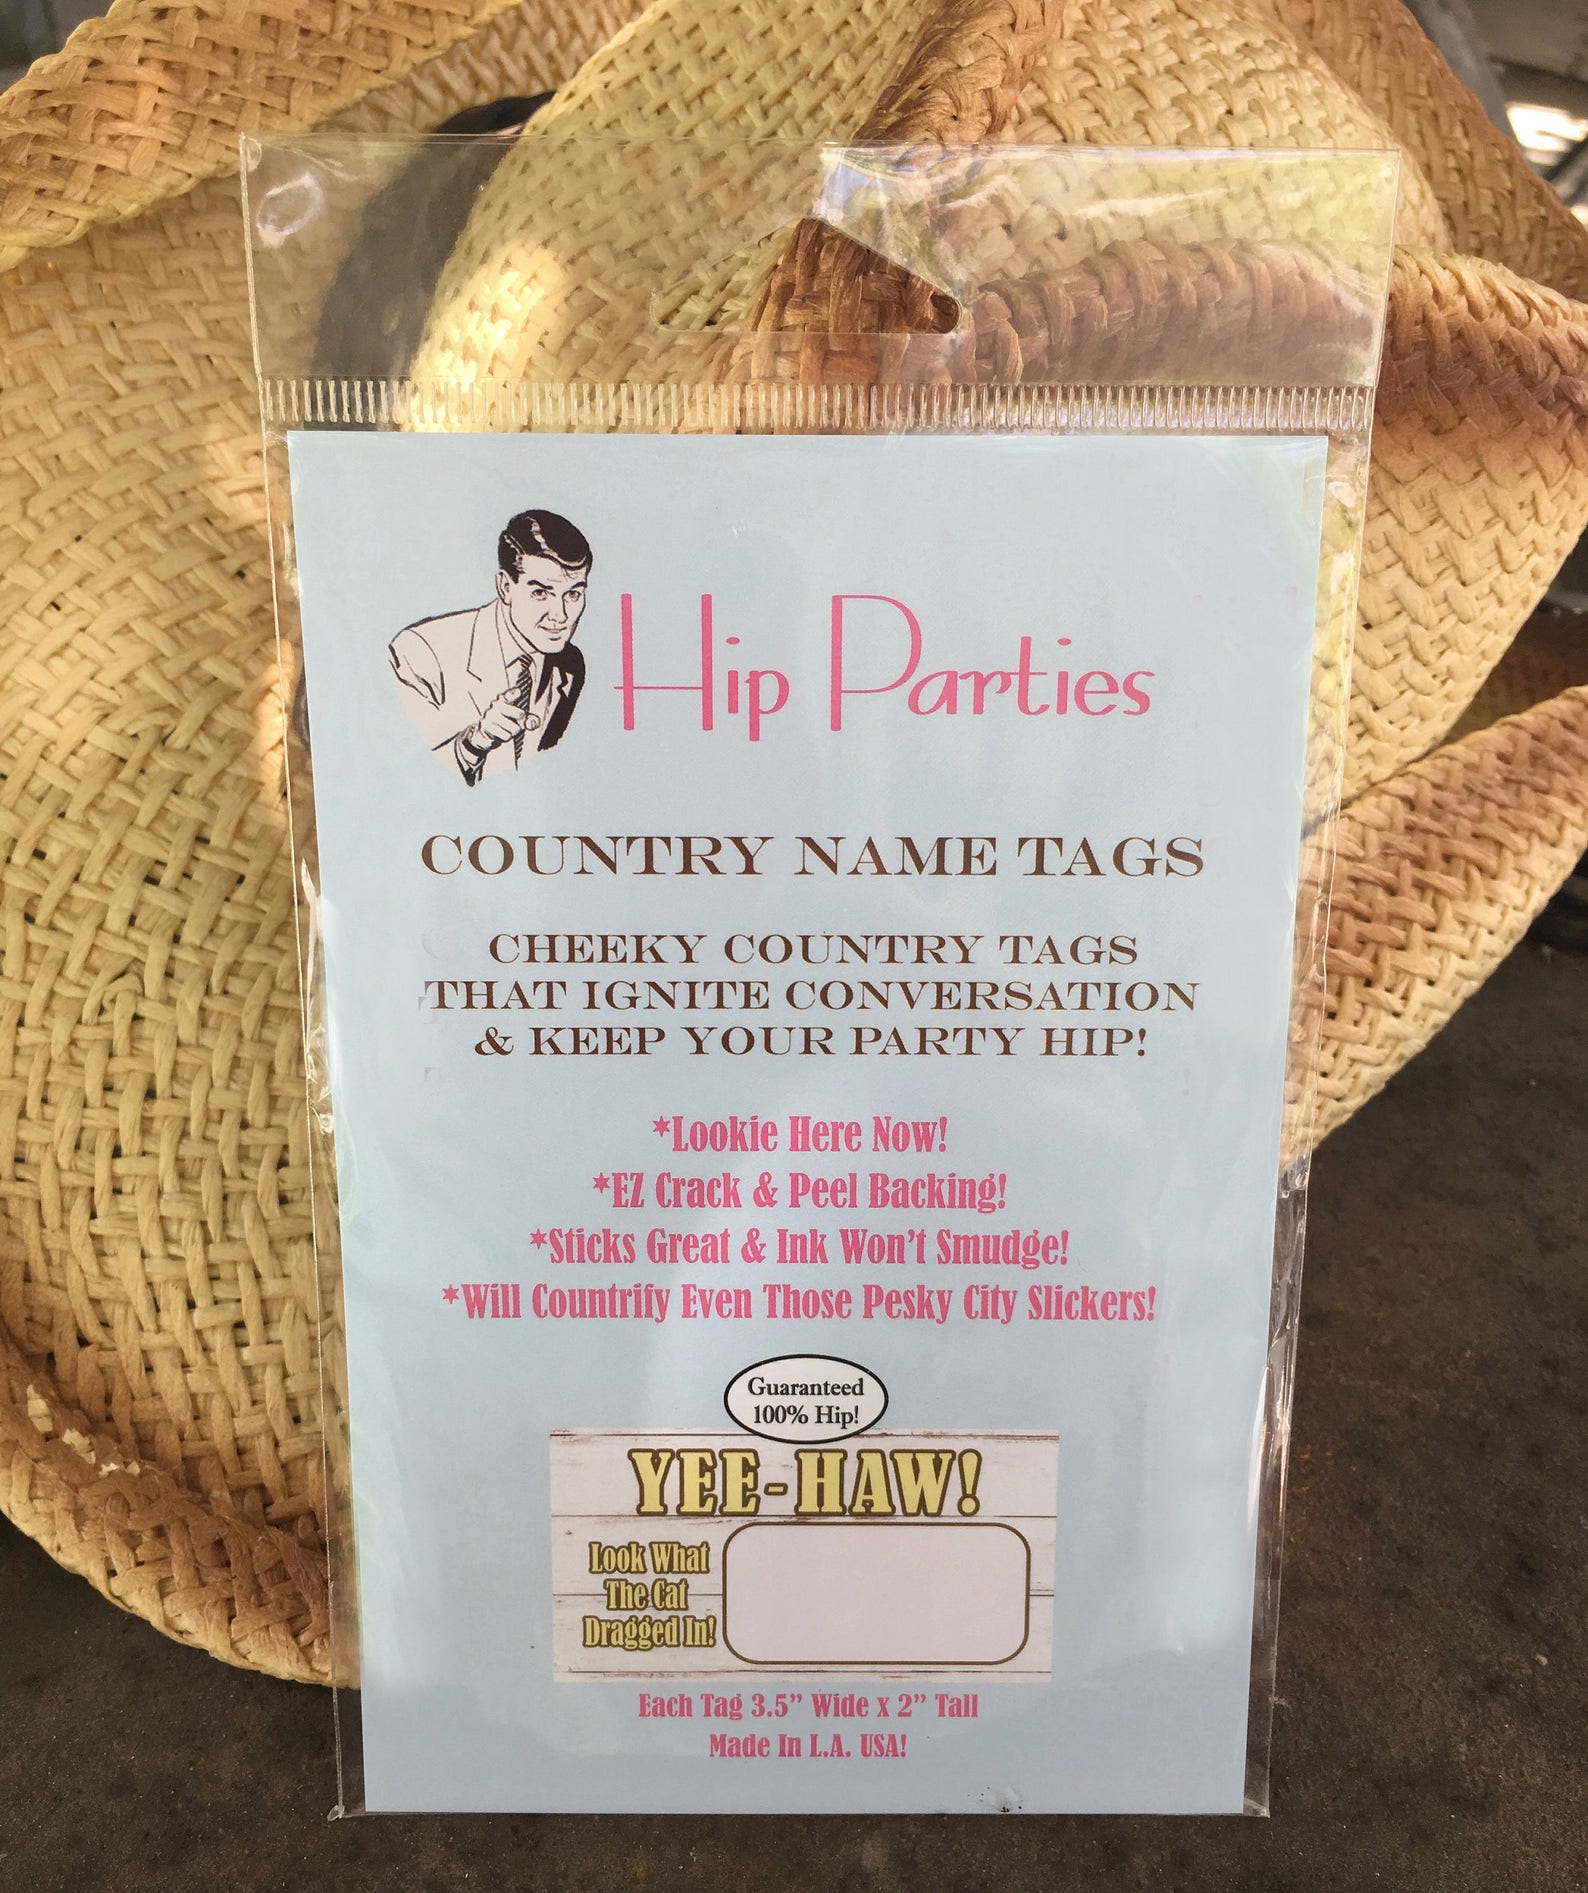 Hip Parties
COUNTRY NAME TAGS
CHEEKY COUNTRY TAGS
THAT IGNITE CONVERSATION
& KEEP YOUR PARTY HIP!
*Lookie Here Now!
*EZ Crack & Peel Backing!
*Sticks Great & Ink Won't Smudge!
*Will Countrify Even Those Pesky City Slickers!
Guaranteed
100% Hip!
YEE-HAW!
Look What
The Cat
Dragged In!
Each Tag 3.5” Wide x 2” Tall
Made In L.A. USA!